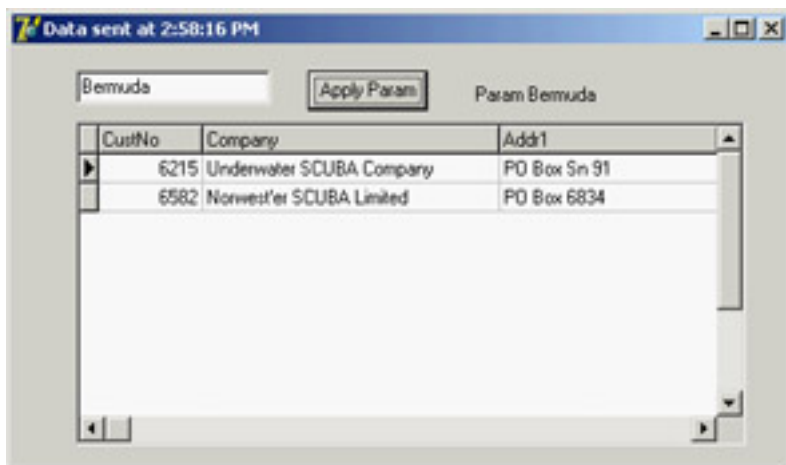 Data sent at 2:58:16 PM
Bermuda
Apply Param
Param Bermuda
CustNo Company Addr1
6215 Underwater SCUBA Company PO Box Sn 91
6582 Norwest'er SCUBA Limited PO Box 6834